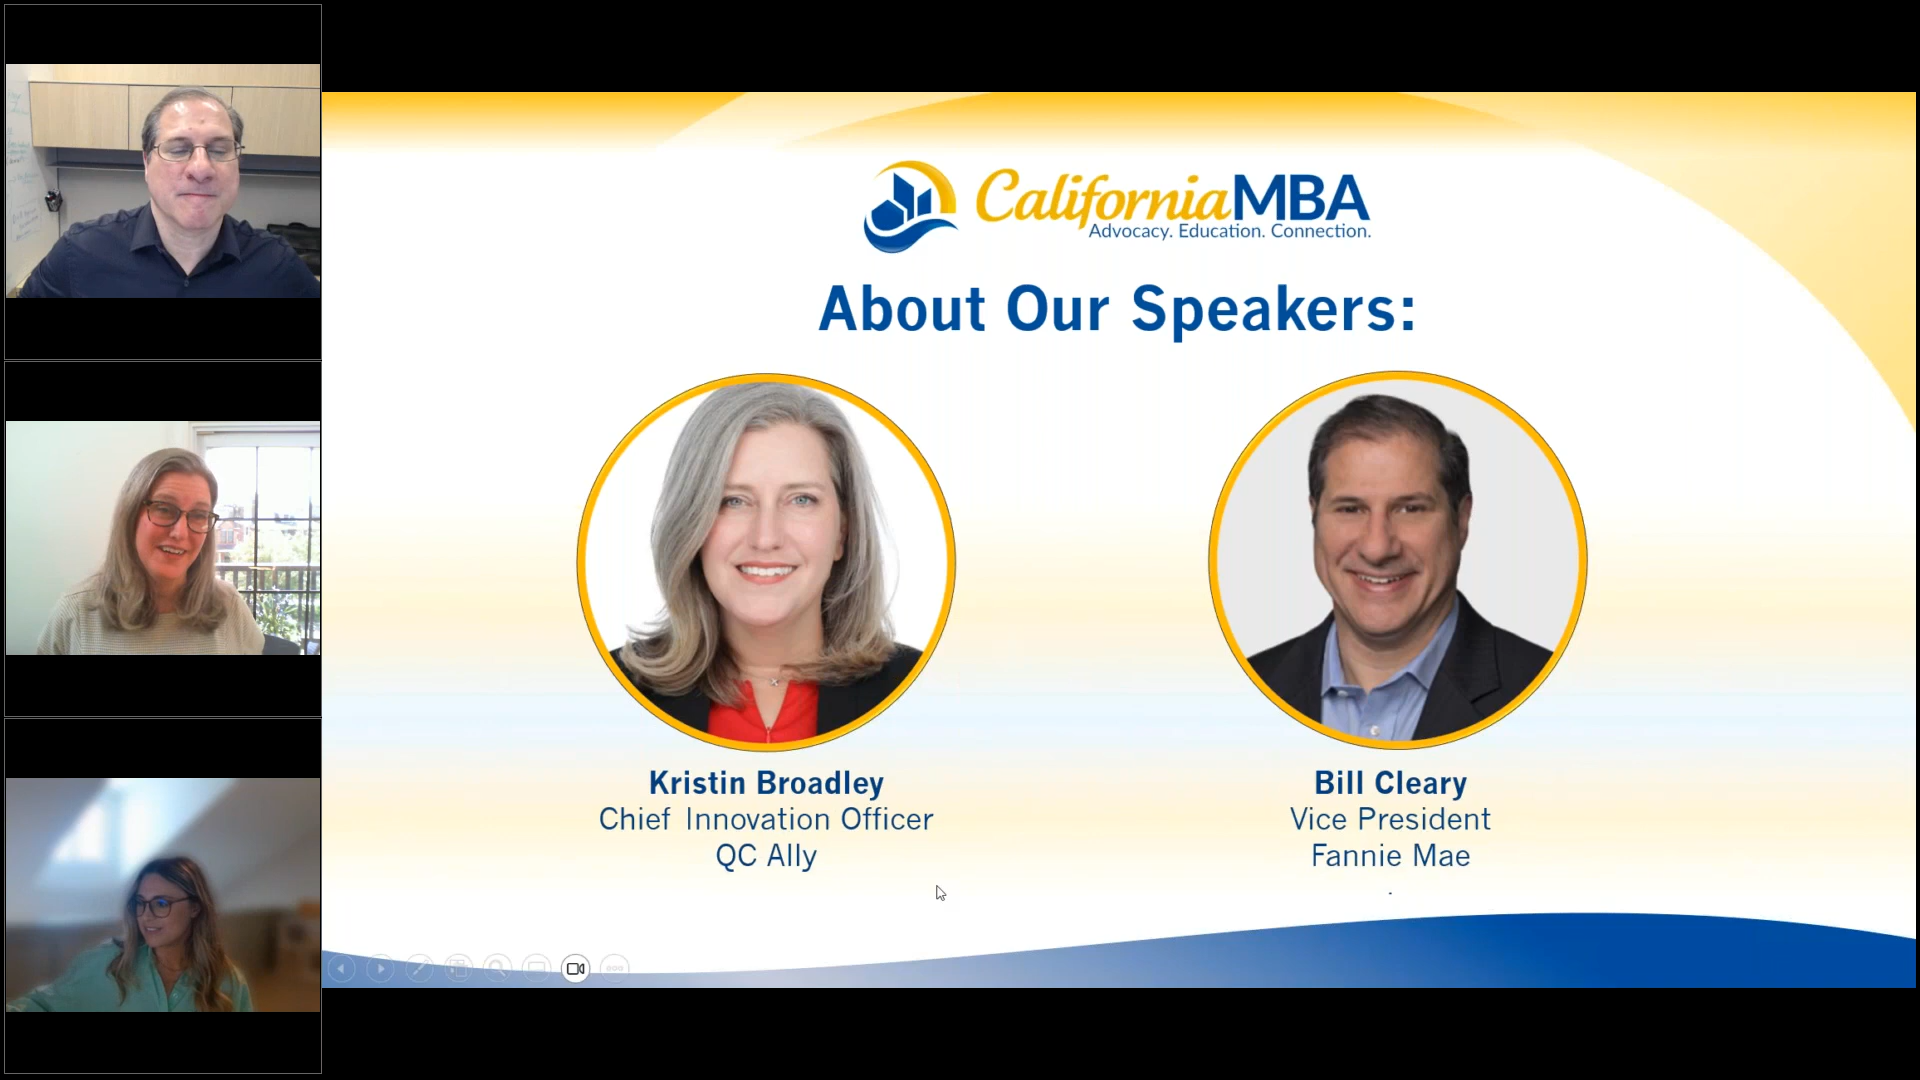 CaliforniaMBA
Advocacy. Education. Connection.
About Our Speakers:
Kristin Broadley
Chief Innovation Officer
QC Ally
Bill Cleary
Vice President
Fannie Mae